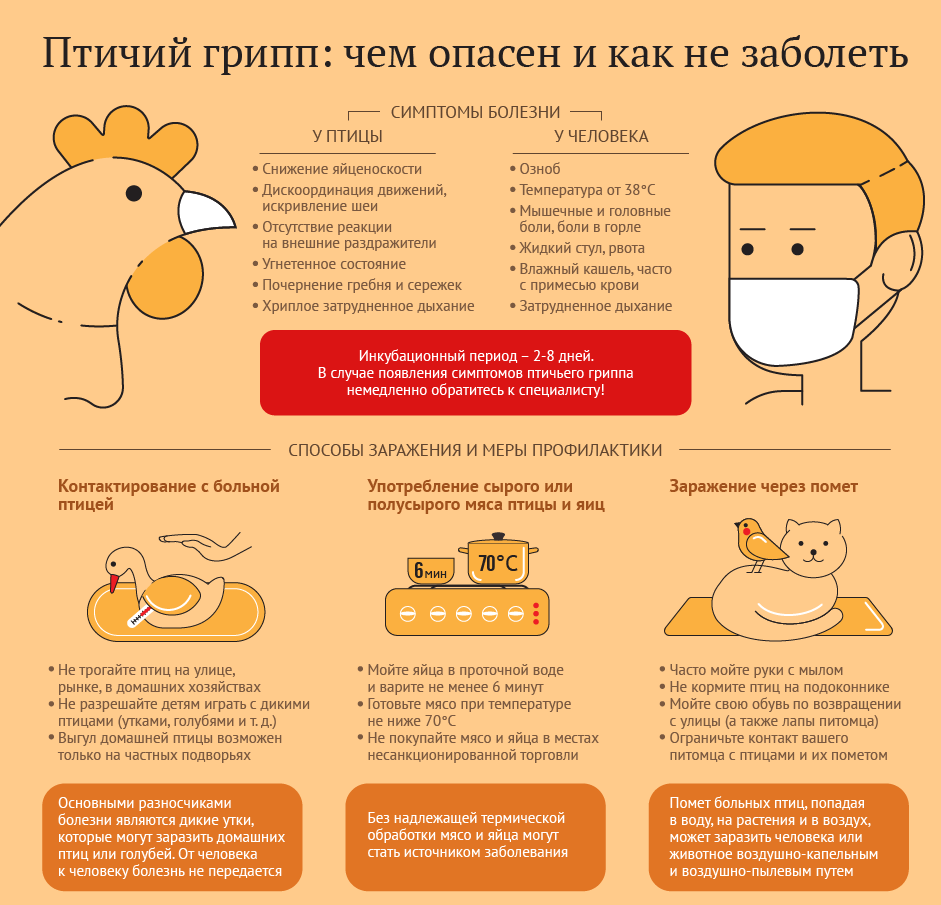 Птичий грипп: чем опасен и как не заболеть
СИМПТОМЫ БОЛЕЗНИ
У ПТИЦЫ
• Снижение яйценоскости
• Дискоординация движений,
искривление шеи
• Отсутствие реакции
на внешние раздражители
• Угнетенное состояние
• Почернение гребня и сережек
• Хриплое затрудненное дыхание
У ЧЕЛОВЕКА
• Озноб
• Температура от 38°C
• Мышечные и головные
боли, боли в горле
• Жидкий стул, рвота
• Влажный кашель, часто
с примесью крови
• Затрудненное дыхание
Инкубационный период – 2-8 дней.
В случае появления симптомов птичьего гриппа
немедленно обратитесь к специалисту!
СПОСОБЫ ЗАРАЖЕНИЯ И МЕРЫ ПРОФИЛАКТИКИ
Контактирование с больной
птицей
• Не трогайте птиц на улице,
рынке, в домашних хозяйствах
• Не разрешайте детям играть с дикими
птицами (утками, голубями и т. д.)
• Выгул домашней птицы возможен
только на частных подворьях
Основными разносчиками
болезни являются дикие утки,
которые могут заразить домашних
птиц или голубей. От человека
к человеку болезнь не передается
Употребление сырого или
полусырого мяса птицы и яиц
6 мин
70°C
• Мойте яйца в проточной воде
и варите не менее 6 минут
• Готовьте мясо при температуре
не ниже 70°C
• Не покупайте мясо и яйца в местах
несанкционированной торговли
Без надлежащей термической
обработки мясо и яйца могут
стать источником заболевания
Заражение через помет
• Часто мойте руки с мылом
• Не кормите птиц на подоконнике
• Мойте свою обувь по возвращении
с улицы (а также лапы питомца)
• Ограничьте контакт вашего
питомца с птицами и их пометом
Помет больных птиц, попадая
в воду, на растения и в воздух,
может заразить человека или
животное воздушно-капельным
и воздушно-пылевым путем